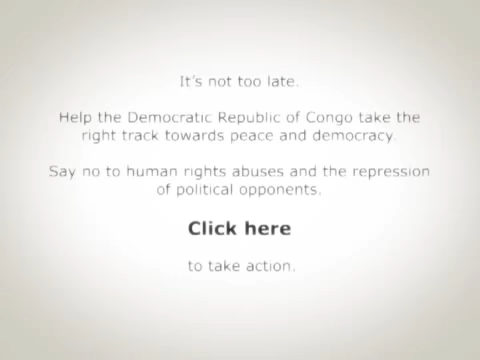 It's not too late.
Help the Democratic Republic of Congo take the
right track towards peace and democracy.
Say no to human rights abuses and the repression
of political opponents.
Click here
to take action.